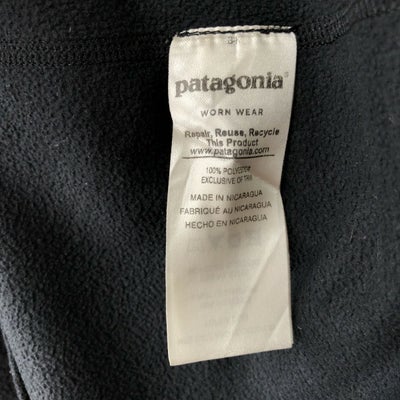 patagonia®
WORN WEAR
Repair, Reuse, Recycle
This Product
www.patagonia.com
100% POLYESTER
EXCLUSIVE OF TRIM
MADE IN NICARAGUA
FABRIQUÉ AU NICARAGUA
HECHO EN NICARAGUA